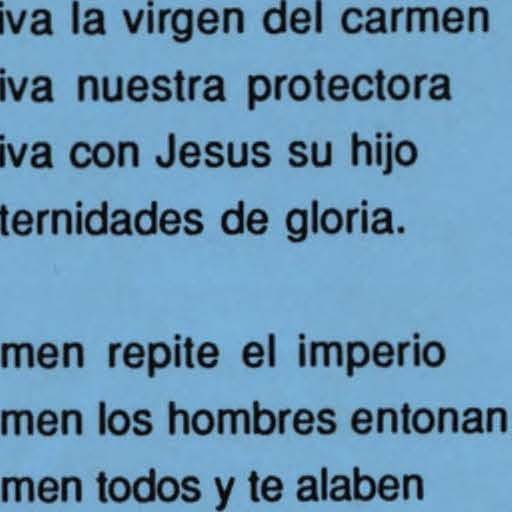 iva la virgen del carmen
iva nuestra protectora
iva con Jesus su hijo
ternidades de gloria.
men repite el imperio
men los hombres entonan
men todos y te alaben